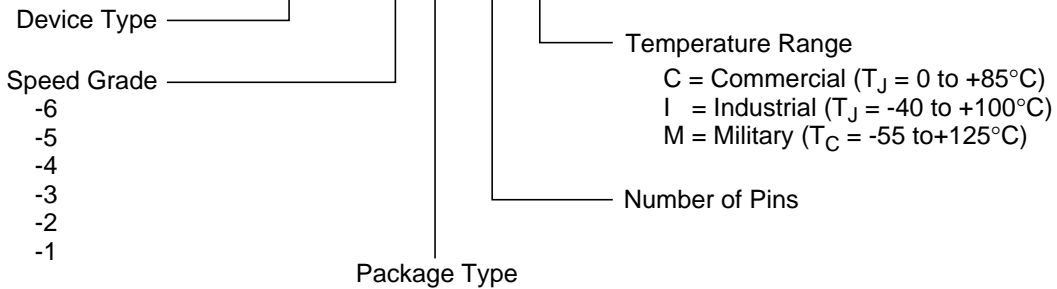 Device Type
Temperature Range
Speed Grade
C = Commercial (TJ = 0 to +85°C)
-6
I = Industrial (TJ = -40 to +100°C)
-5
M = Military (TC = -55 to+125°C)
-4
-3
Number of Pins
-2
-1
Package Type